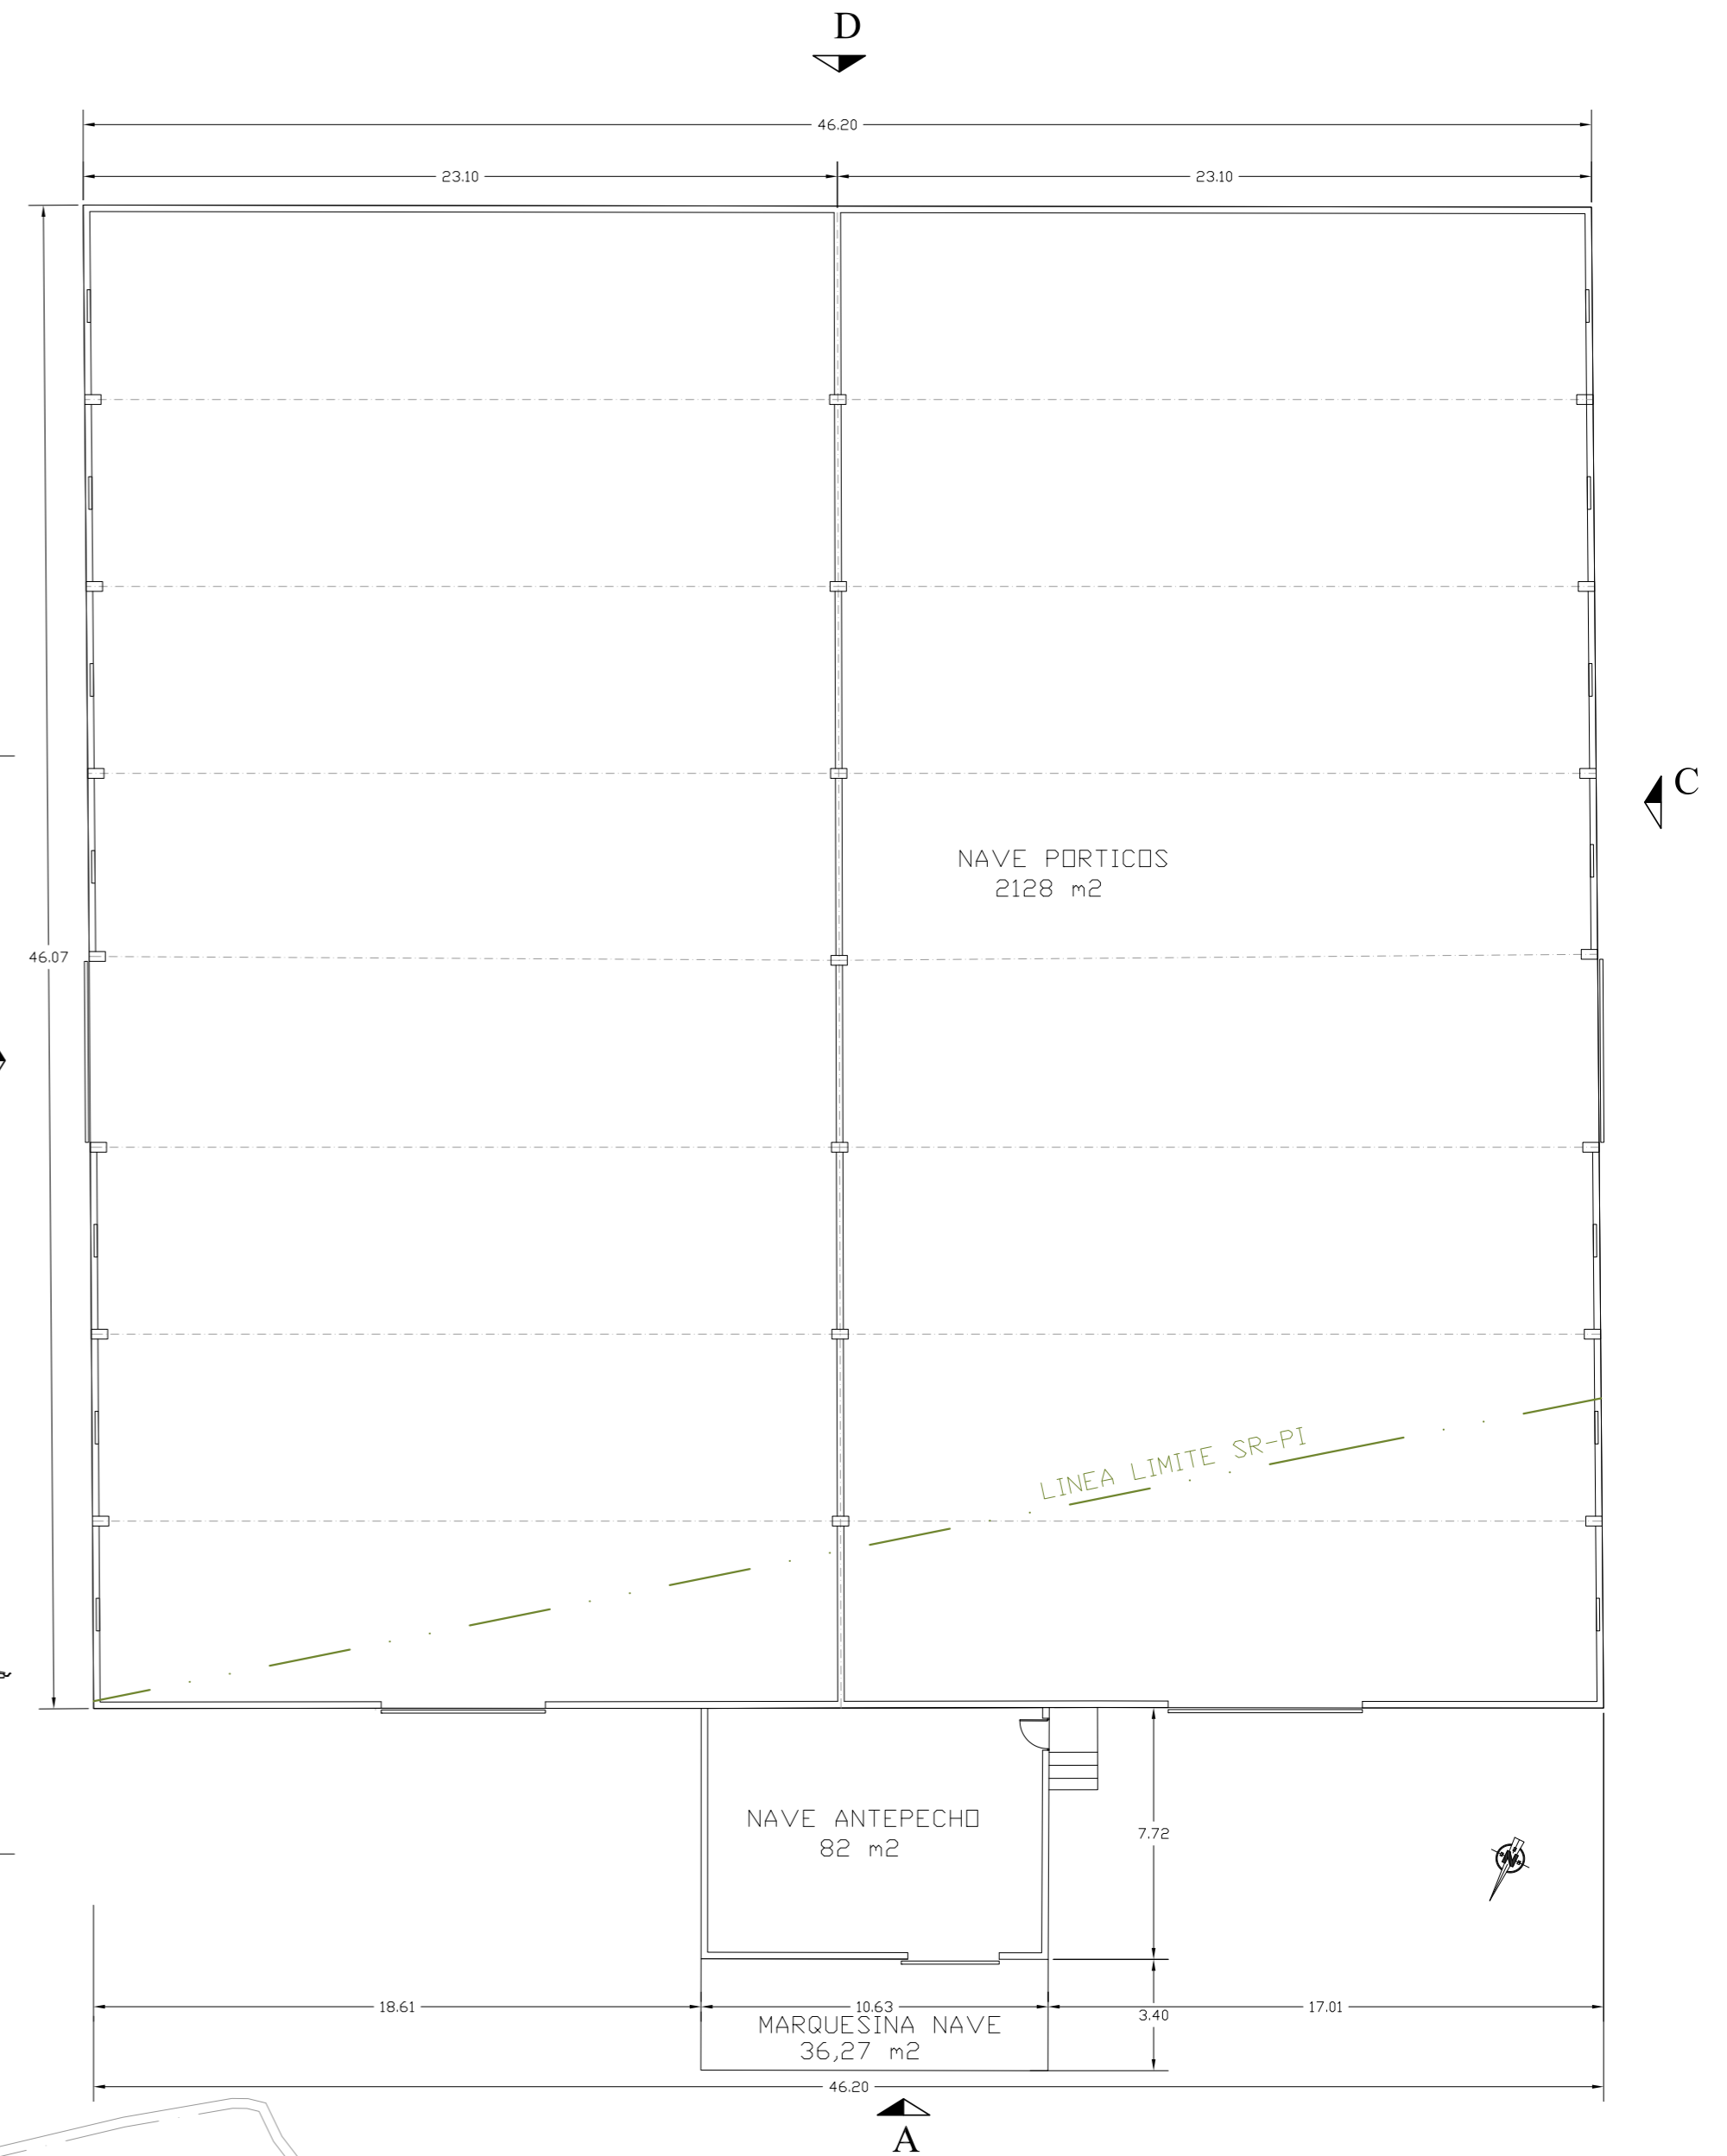 D
46.20
23.10
23.10
NAVE PORTICOS
2128 m2
C
46.07
LINEA LIMITE SR-PI
NAVE ANTEPECHO
82 m2
7.72
N
18.61
10.63
17.01
3.40
MARQUESINA NAVE
36,27 m2
46.20
A